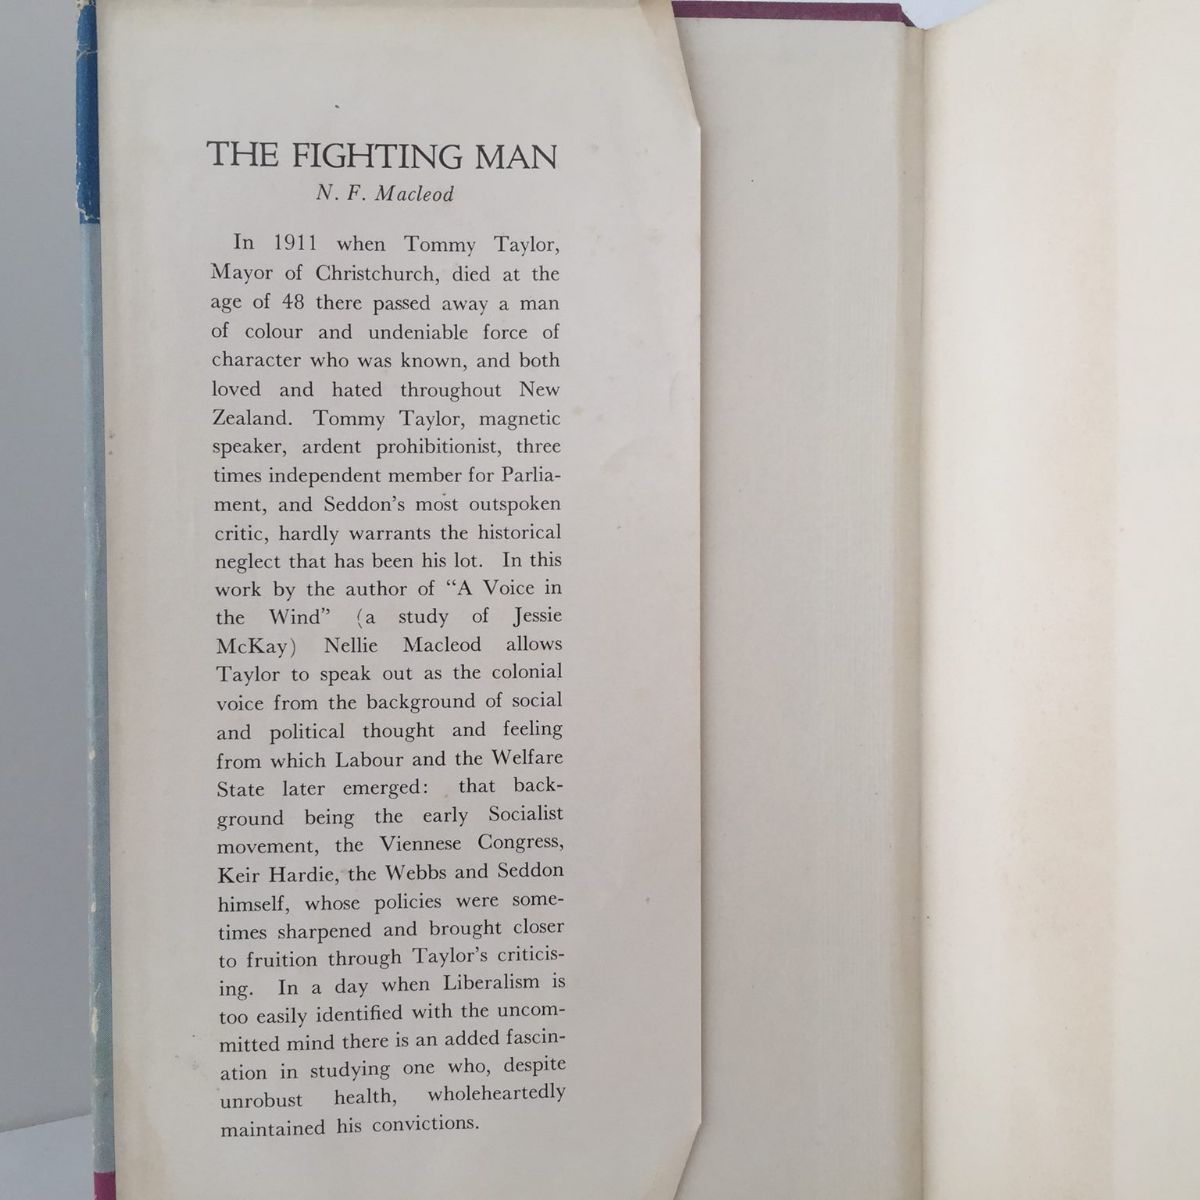 THE FIGHTING MAN
N. F. Macleod
In 1911 when Tommy Taylor,
Mayor of Christchurch, died at the
age of 48 there passed away a man
of colour and undeniable force of
character who was known, and both
loved and hated throughout New
Zealand. Tommy Taylor, magnetic
speaker, ardent prohibitionist, three
times independent member for Parlia-
ment, and Seddon's most outspoken
critic, hardly warrants the historical
neglect that has been his lot. In this
work by the author of "A Voice in
the Wind" (a study of Jessie
McKay) Nellie Macleod allows
Taylor to speak out as the colonial
voice from the background of social
and political thought and feeling
from which Labour and the Welfare
State later emerged: that back-
ground being the early Socialist
movement, the Viennese Congress,
Keir Hardie, the Webbs and Seddon
himself, whose policies were some-
times sharpened and brought closer
to fruition through Taylor's criticis-
ing. In a day when Liberalism is
too easily identified with the uncom-
mitted mind there is an added fascin-
ation in studying one who, despite
unrobust health, wholeheartedly
maintained his convictions.